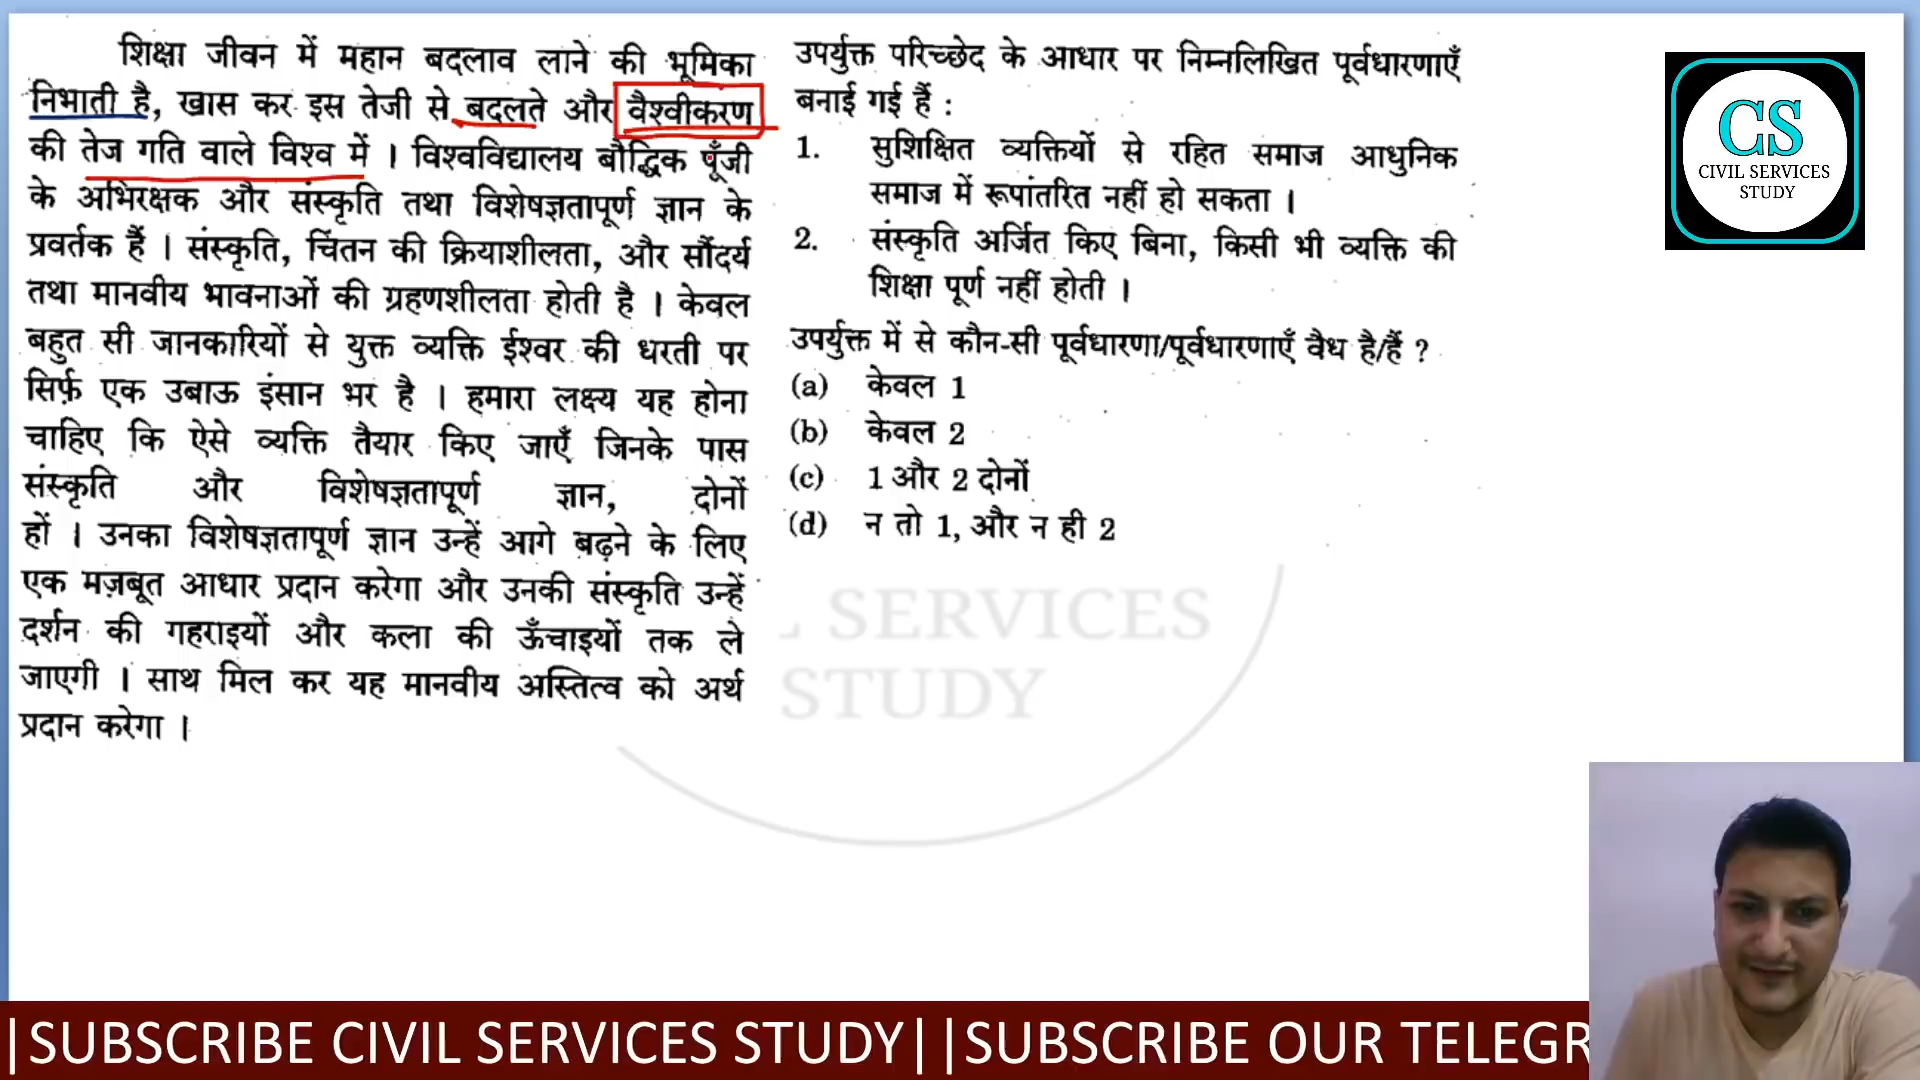 शिक्षा जीवन में महान बदलाव लाने की भूमिका
निभाती है, खास कर इस तेजी से बदलते और वैश्वीकरण
की तेज गति वाले विश्व में । विश्वविद्यालय बौद्धिक पूँजी
के अभिरक्षक और संस्कृति तथा विशेषज्ञतापूर्ण ज्ञान के
प्रवर्तक हैं । संस्कृति, चिंतन की क्रियाशीलता, और सौंदर्य
तथा मानवीय भावनाओं की ग्रहणशीलता होती है । केवल
बहुत सी जानकारियों से युक्त व्यक्ति ईश्वर की धरती पर
सिर्फ़ एक उबाऊ इंसान भर है । हमारा लक्ष्य यह होना
चाहिए कि ऐसे व्यक्ति तैयार किए जाएँ जिनके पास
संस्कृति और विशेषज्ञतापूर्ण ज्ञान, दोनों
हों । उनका विशेषज्ञतापूर्ण ज्ञान उन्हें आगे बढ़ने के लिए
एक मज़बूत आधार प्रदान करेगा और उनकी संस्कृति उन्हें
दर्शन की गहराइयों और कला की ऊँचाइयों तक ले
जाएगी । साथ मिल कर यह मानवीय अस्तित्व को अर्थ
प्रदान करेगा ।
उपर्युक्त परिच्छेद के आधार पर निम्नलिखित पूर्वधारणाएँ
बनाई गई हैं :
1. सुशिक्षित व्यक्तियों से रहित समाज आधुनिक
समाज में रूपांतरित नहीं हो सकता ।
2. संस्कृति अर्जित किए बिना, किसी भी व्यक्ति की
शिक्षा पूर्ण नहीं होती ।
उपर्युक्त में से कौन-सी पूर्वधारणा/पूर्वधारणाएँ वैध है/हैं ?
(a) केवल 1
(b) केवल 2
(c) 1 और 2 दोनों
(d) न तो 1, और न ही 2
SERVICES
STUDY
CS
CIVIL SERVICES
STUDY
|SUBSCRIBE CIVIL SERVICES STUDY||SUBSCRIBE OUR TELEGR